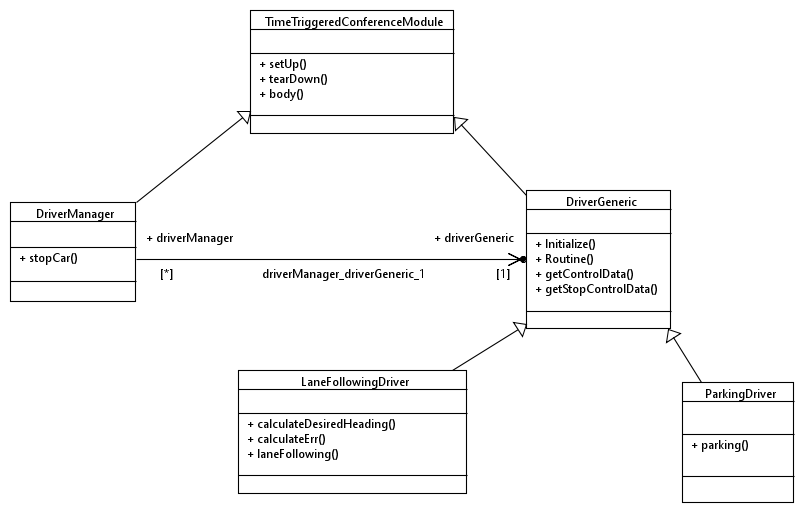 TimeTriggeredConferenceModule
+ setUp()
+ tearDown()
+ body()
DriverManager
+ stopCar()
+ driverManager
+ driverGeneric
[*]
driverManager_driverGeneric_1
[1]
DriverGeneric
+ Initialize()
+ Routine()
+ getControlData()
+ getStopControlData()
LaneFollowingDriver
+ calculateDesiredHeading()
+ calculateErr()
+ laneFollowing()
ParkingDriver
+ parking()